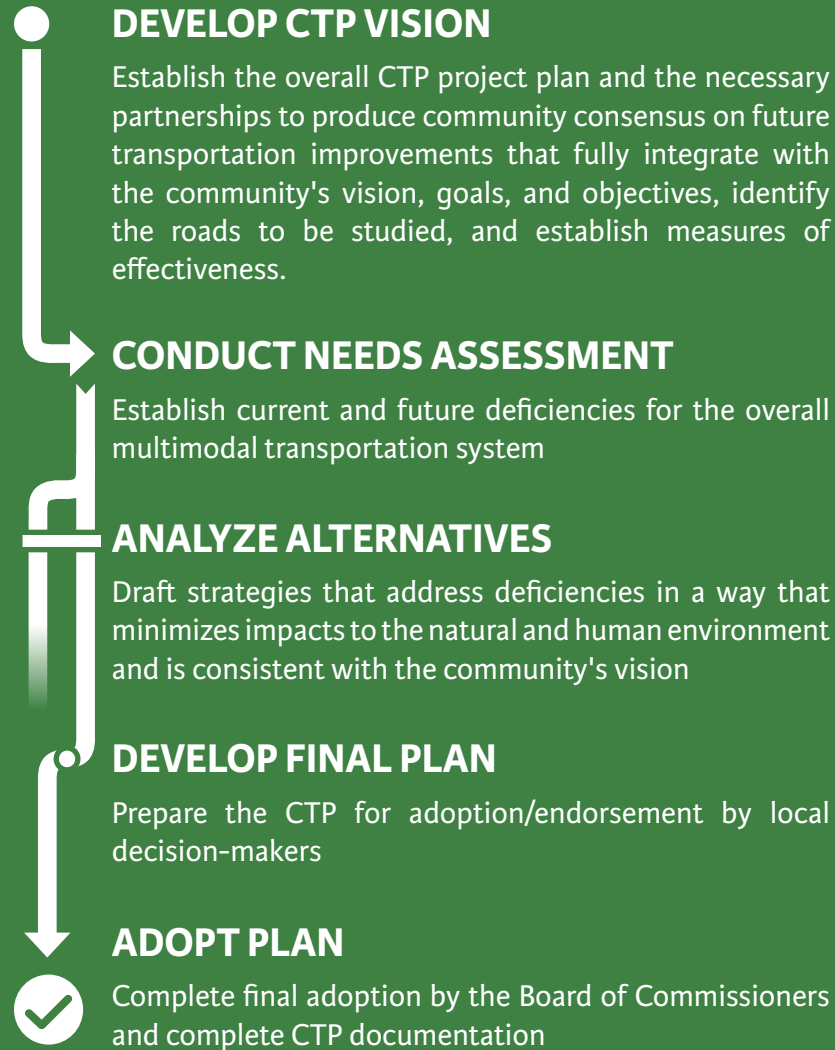 DEVELOP CTP VISION
Establish the overall CTP project plan and the necessary
partnerships to produce community consensus on future
transportation improvements that fully integrate with
the community's vision, goals, and objectives, identify
the roads to be studied, and establish measures of
effectiveness.
CONDUCT NEEDS ASSESSMENT
Establish current and future deficiencies for the overall
multimodal transportation system
ANALYZE ALTERNATIVES
Draft strategies that address deficiencies in a way that
minimizes impacts to the natural and human environment
and is consistent with the community's vision
DEVELOP FINAL PLAN
Prepare the CTP for adoption/endorsement by local
decision-makers
ADOPT PLAN
Complete final adoption by the Board of Commissioners
and complete CTP documentation